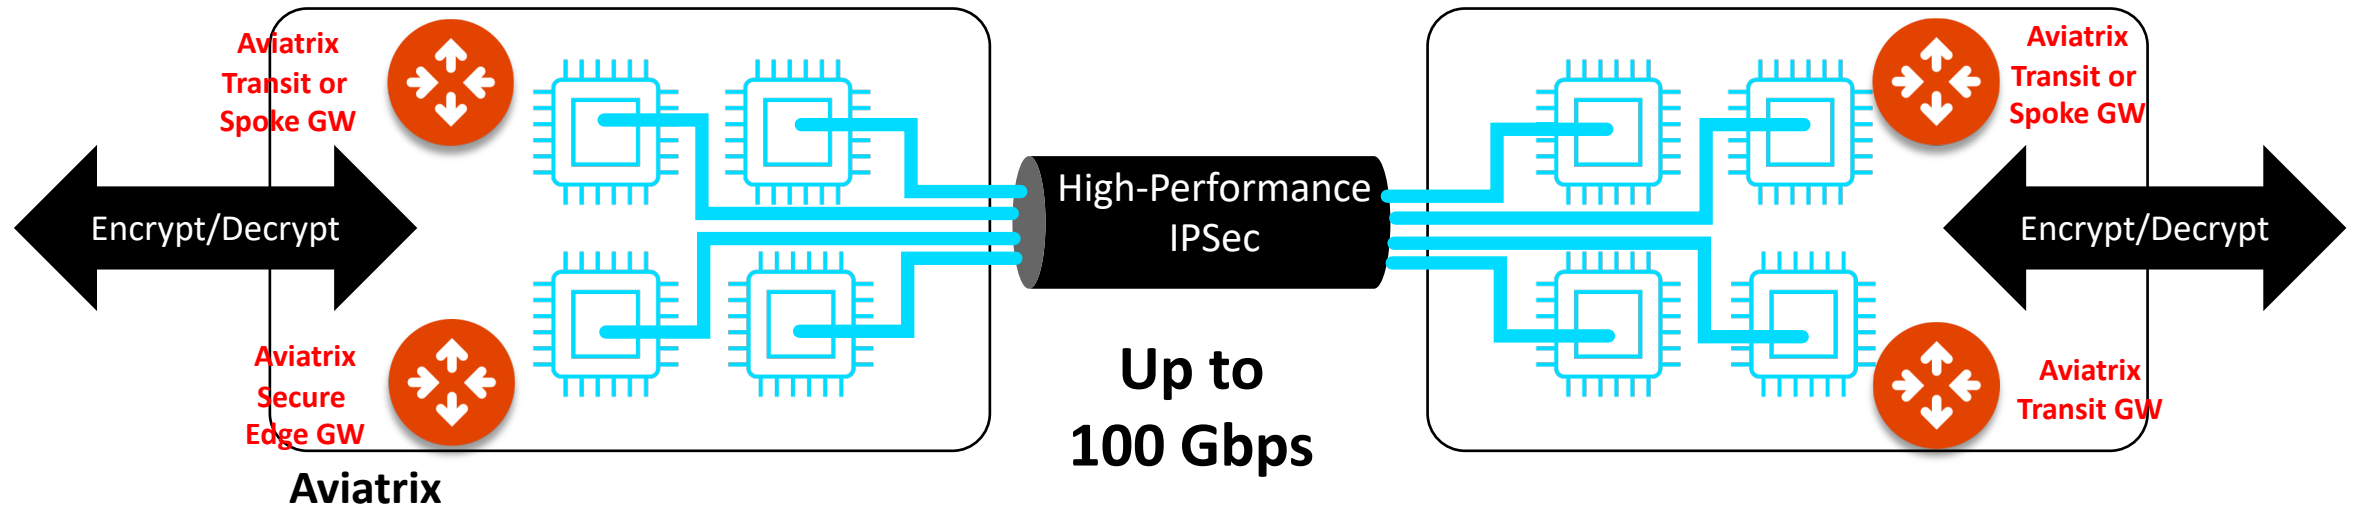 Aviatrix
Transit or
Spoke GW
Encrypt/Decrypt
Aviatrix
Secure
Edge GW
Aviatrix
High-Performance
IPSec
Up to
100 Gbps
Aviatrix
Transit or
Spoke GW
Encrypt/Decrypt
Aviatrix
Transit GW